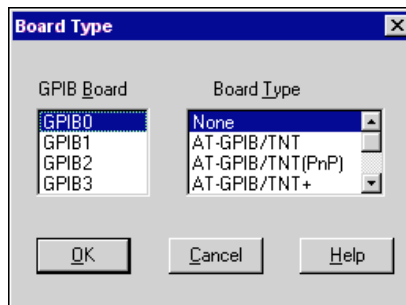 Board Type
GPIB Board
Board Type
GPIB0
GPIB1
GPIB2
GPIB3
None
AT-GPIB/TNT
AT-GPIB/TNT(PnP)
AT-GPIB/TNT+
OK
Cancel
Help